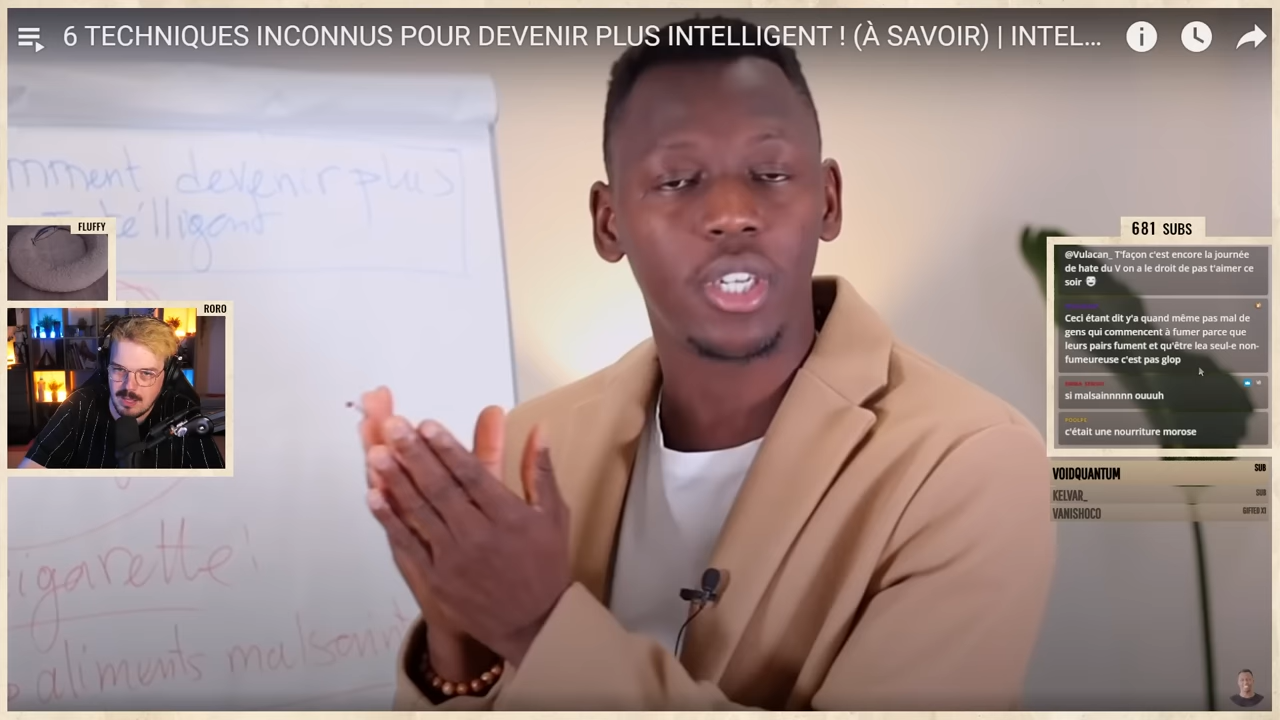 6 TECHNIQUES INCONNUS POUR DEVENIR PLUS INTELLIGENT ! (À SAVOIR) | INTEL...
mment devenir plus
télligent
igarette!
aliments malsain
FLUFFY
RORO
681 SUBS
@Vulacan_ T'façon c'est encore la journée
de hate du V on a le droit de pas t'aimer ce
soir
Ceci étant dit y'a quand même pas mal de
gens qui commencent à fumer parce que
leurs pairs fument et qu'être lea seul-e non-
fumeureuse c'est pas glop
si malsainnnnn ouuuh
c'était une nourriture morose
VOIDQUANTUM SUB
KELVAR_ SUB
VANISHOCO GIFTED X1